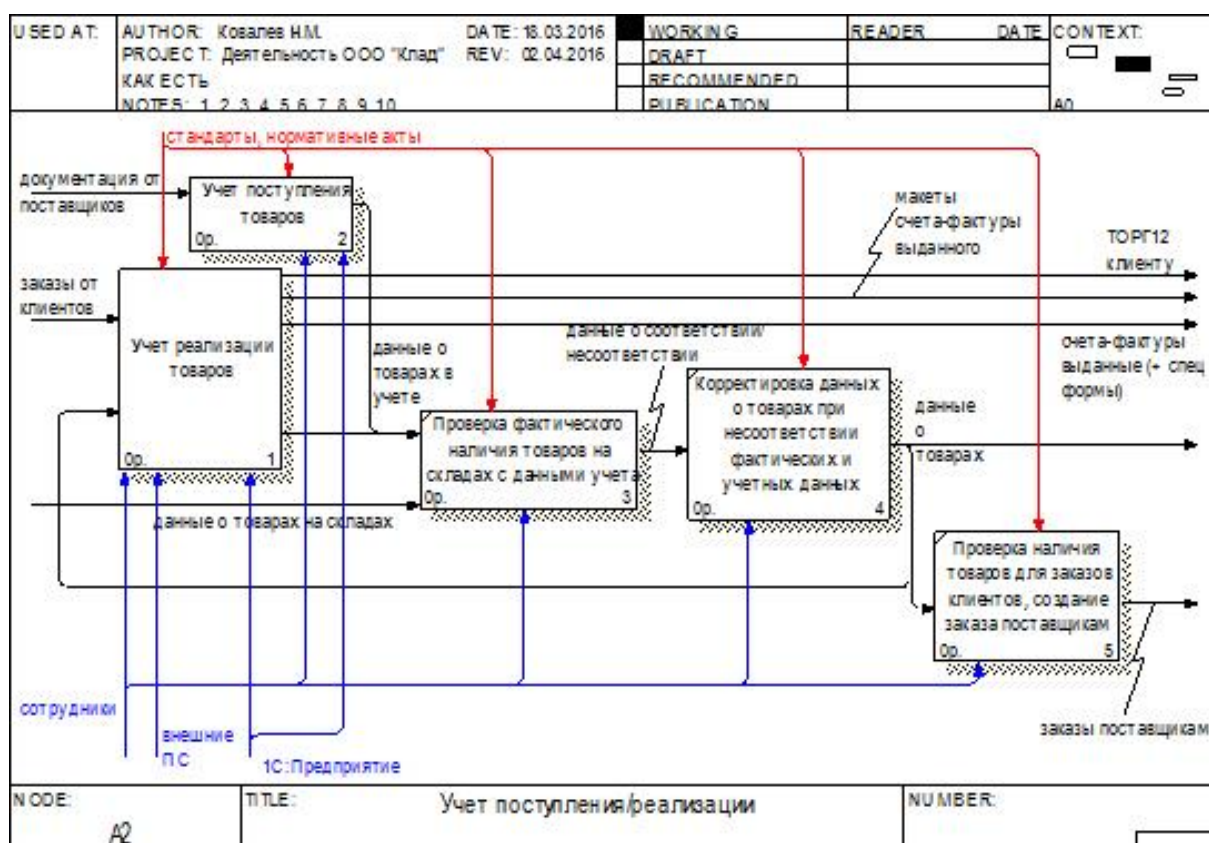 USED AT:
AUTHOR: Ковалев Н.М.
DATE: 18.03.2016
PROJECT: Деятельность ООО "Клад"
REV: 02.04.2016
КАК ЕСТЬ
NOTES: 1 2 3 4 5 6 7 8 9 10
WORKING
DRAFT
RECOMMENDED
PUBLICATION
READER
DATE
CONTEXT:
A0
стандарты, нормативные акты
документация от
поставщиков
Учет поступления
товаров
0р.
2
макеты
счета-фактуры
выданного
ТОРГ12
клиенту
заказы от
клиентов
Учет реализации
товаров
0р.
1
данные о
товарах в
учете
данные о соответствии/
несоответствии
счета-фактуры
выданные (+ спец
формы)
Проверка фактического
наличия товаров на
складах с данными учета
0р.
3
Корректировка данных
о товарах при
несоответствии
фактических и
учетных данных
0р.
4
данные
о
товарах
данные о товарах на складах
Проверка наличия
товаров для заказов
клиентов, создание
заказа поставщикам
0р.
5
сотрудники
внешние
ПС
1С:Предприятие
заказы поставщикам
NODE:
A2
TITLE:
Учет поступления/реализации
NUMBER: